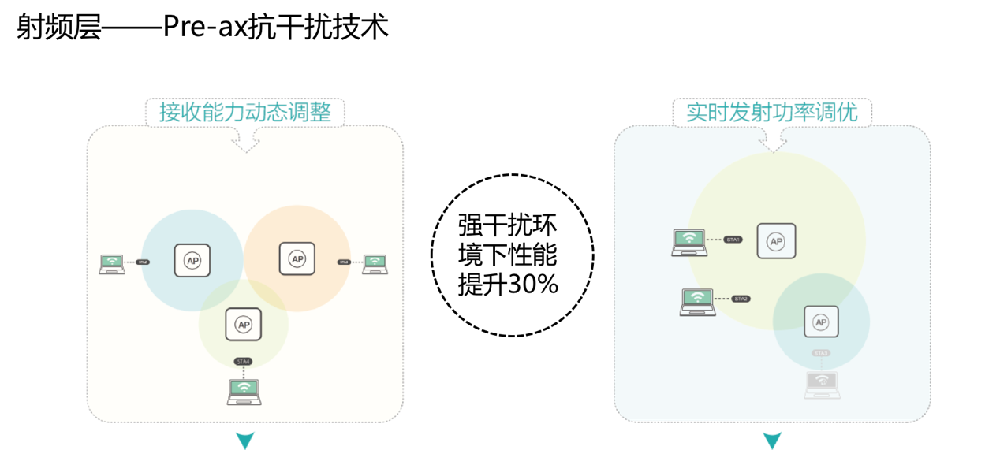 射频层——Pre-ax抗干扰技术
接收能力动态调整
实时发射功率调优
AP
AP
AP
STA4
强干扰环
境下性能
提升30%
STA1
AP
STA2
AP
STA3